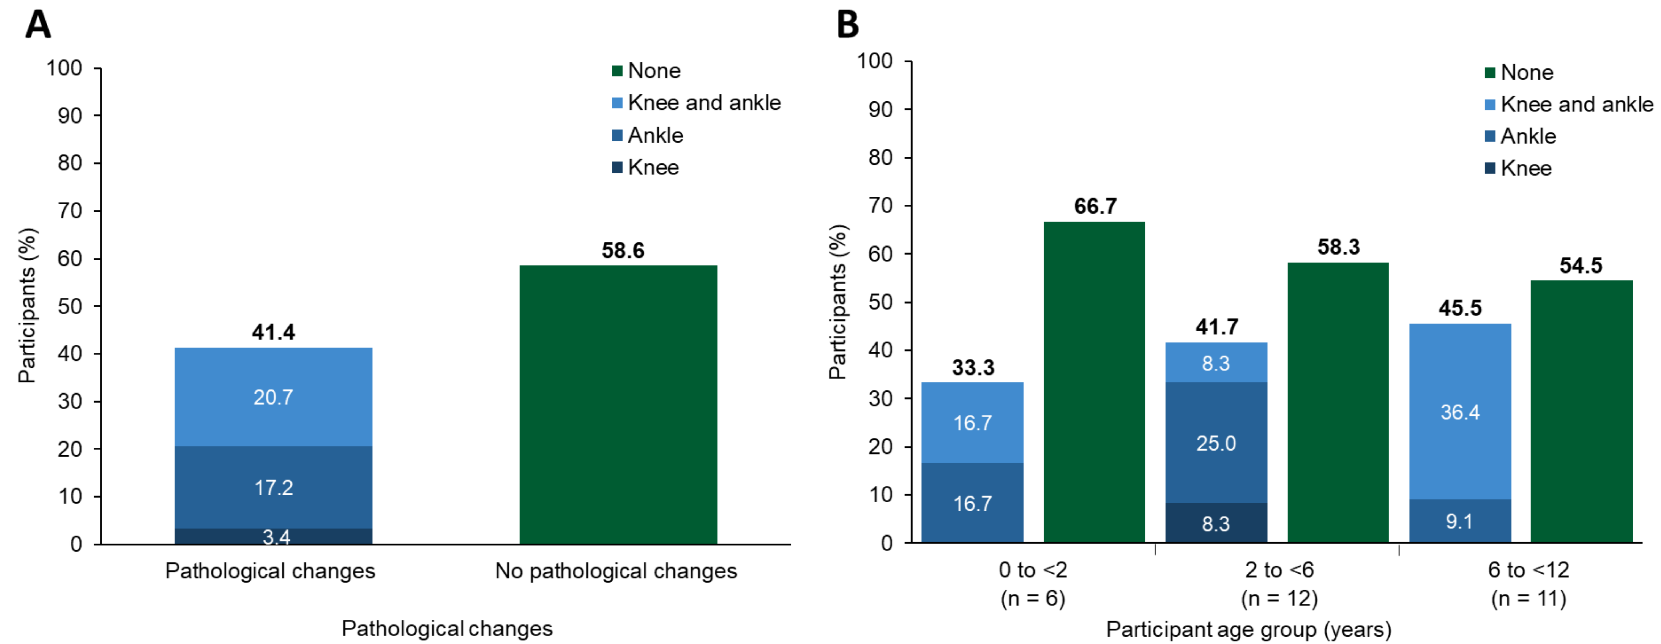 A
100
90
80
70
60
50
40
30
20
10
0
Participants (%)
None
Knee and ankle
Ankle
Knee
41.4
20.7
17.2
3.4
58.6
Pathological changes
No pathological changes
Pathological changes
B
100
90
80
70
60
50
40
30
20
10
0
Participants (%)
None
Knee and ankle
Ankle
Knee
33.3
16.7
16.7
66.7
41.7
8.3
25.0
8.3
58.3
45.5
36.4
9.1
54.5
0 to <2
(n = 6)
2 to <6
(n = 12)
6 to <12
(n = 11)
Participant age group (years)